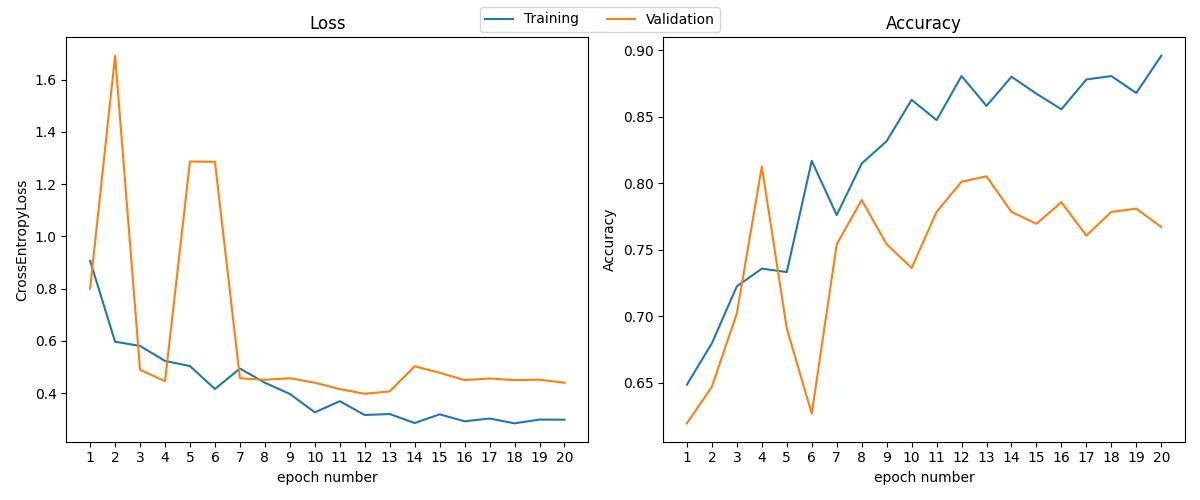 Training
Validation
Loss
CrossEntropyLoss
1.6
1.4
1.2
1.0
0.8
0.6
0.4
1 2 3 4 5 6 7 8 9 10 11 12 13 14 15 16 17 18 19 20
epoch number
Accuracy
Accuracy
0.90
0.85
0.80
0.75
0.70
0.65
1 2 3 4 5 6 7 8 9 10 11 12 13 14 15 16 17 18 19 20
epoch number